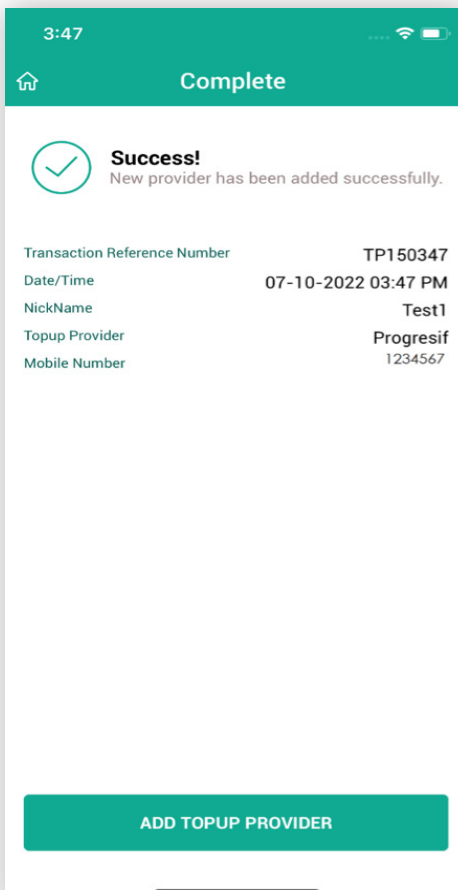 3:47
Complete
Success!
New provider has been added successfully.
Transaction Reference Number TP150347
Date/Time 07-10-2022 03:47 PM
NickName Test1
Topup Provider Progresif
Mobile Number 1234567
ADD TOPUP PROVIDER